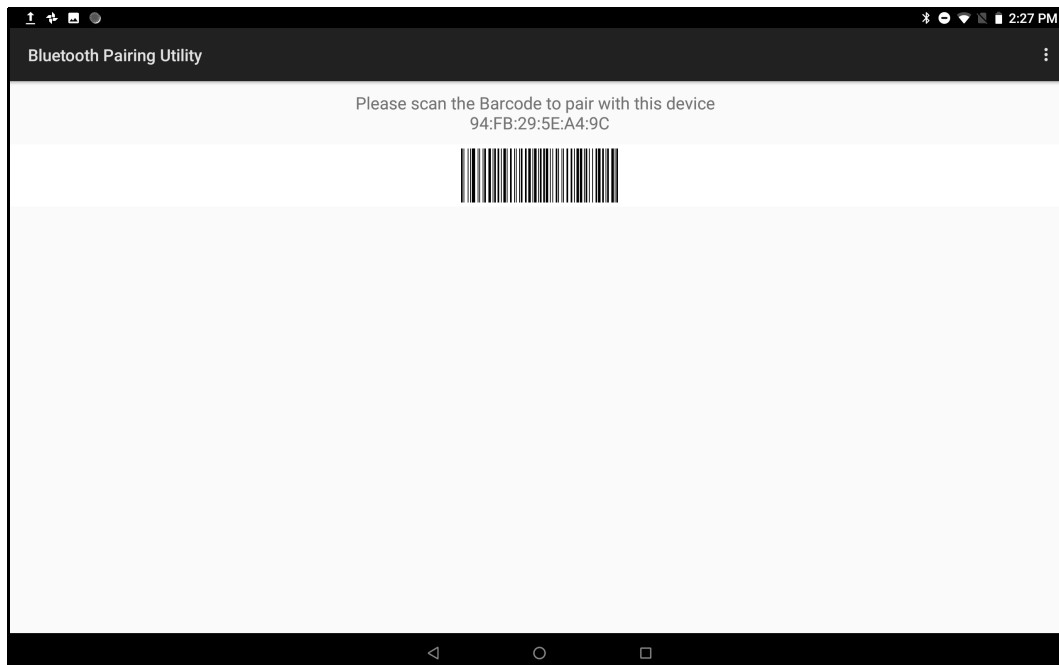 2:27 PM
Bluetooth Pairing Utility
Please scan the Barcode to pair with this device
94:FB:29:5E:A4:9C